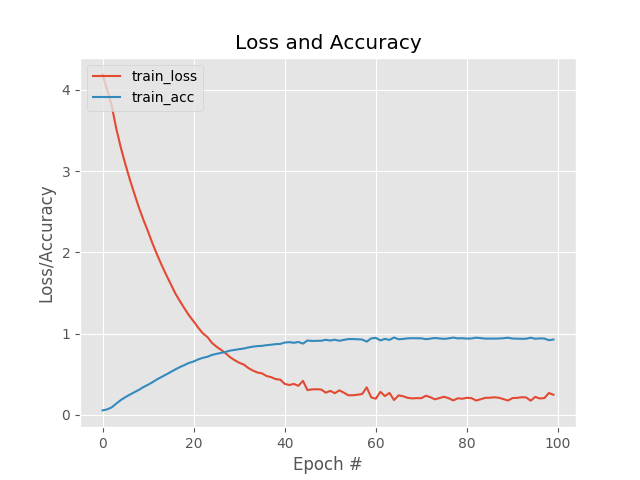 Loss and Accuracy
train_loss
train_acc
4
3
2
1
0
Loss/Accuracy
0 20 40 60 80 100
Epoch #